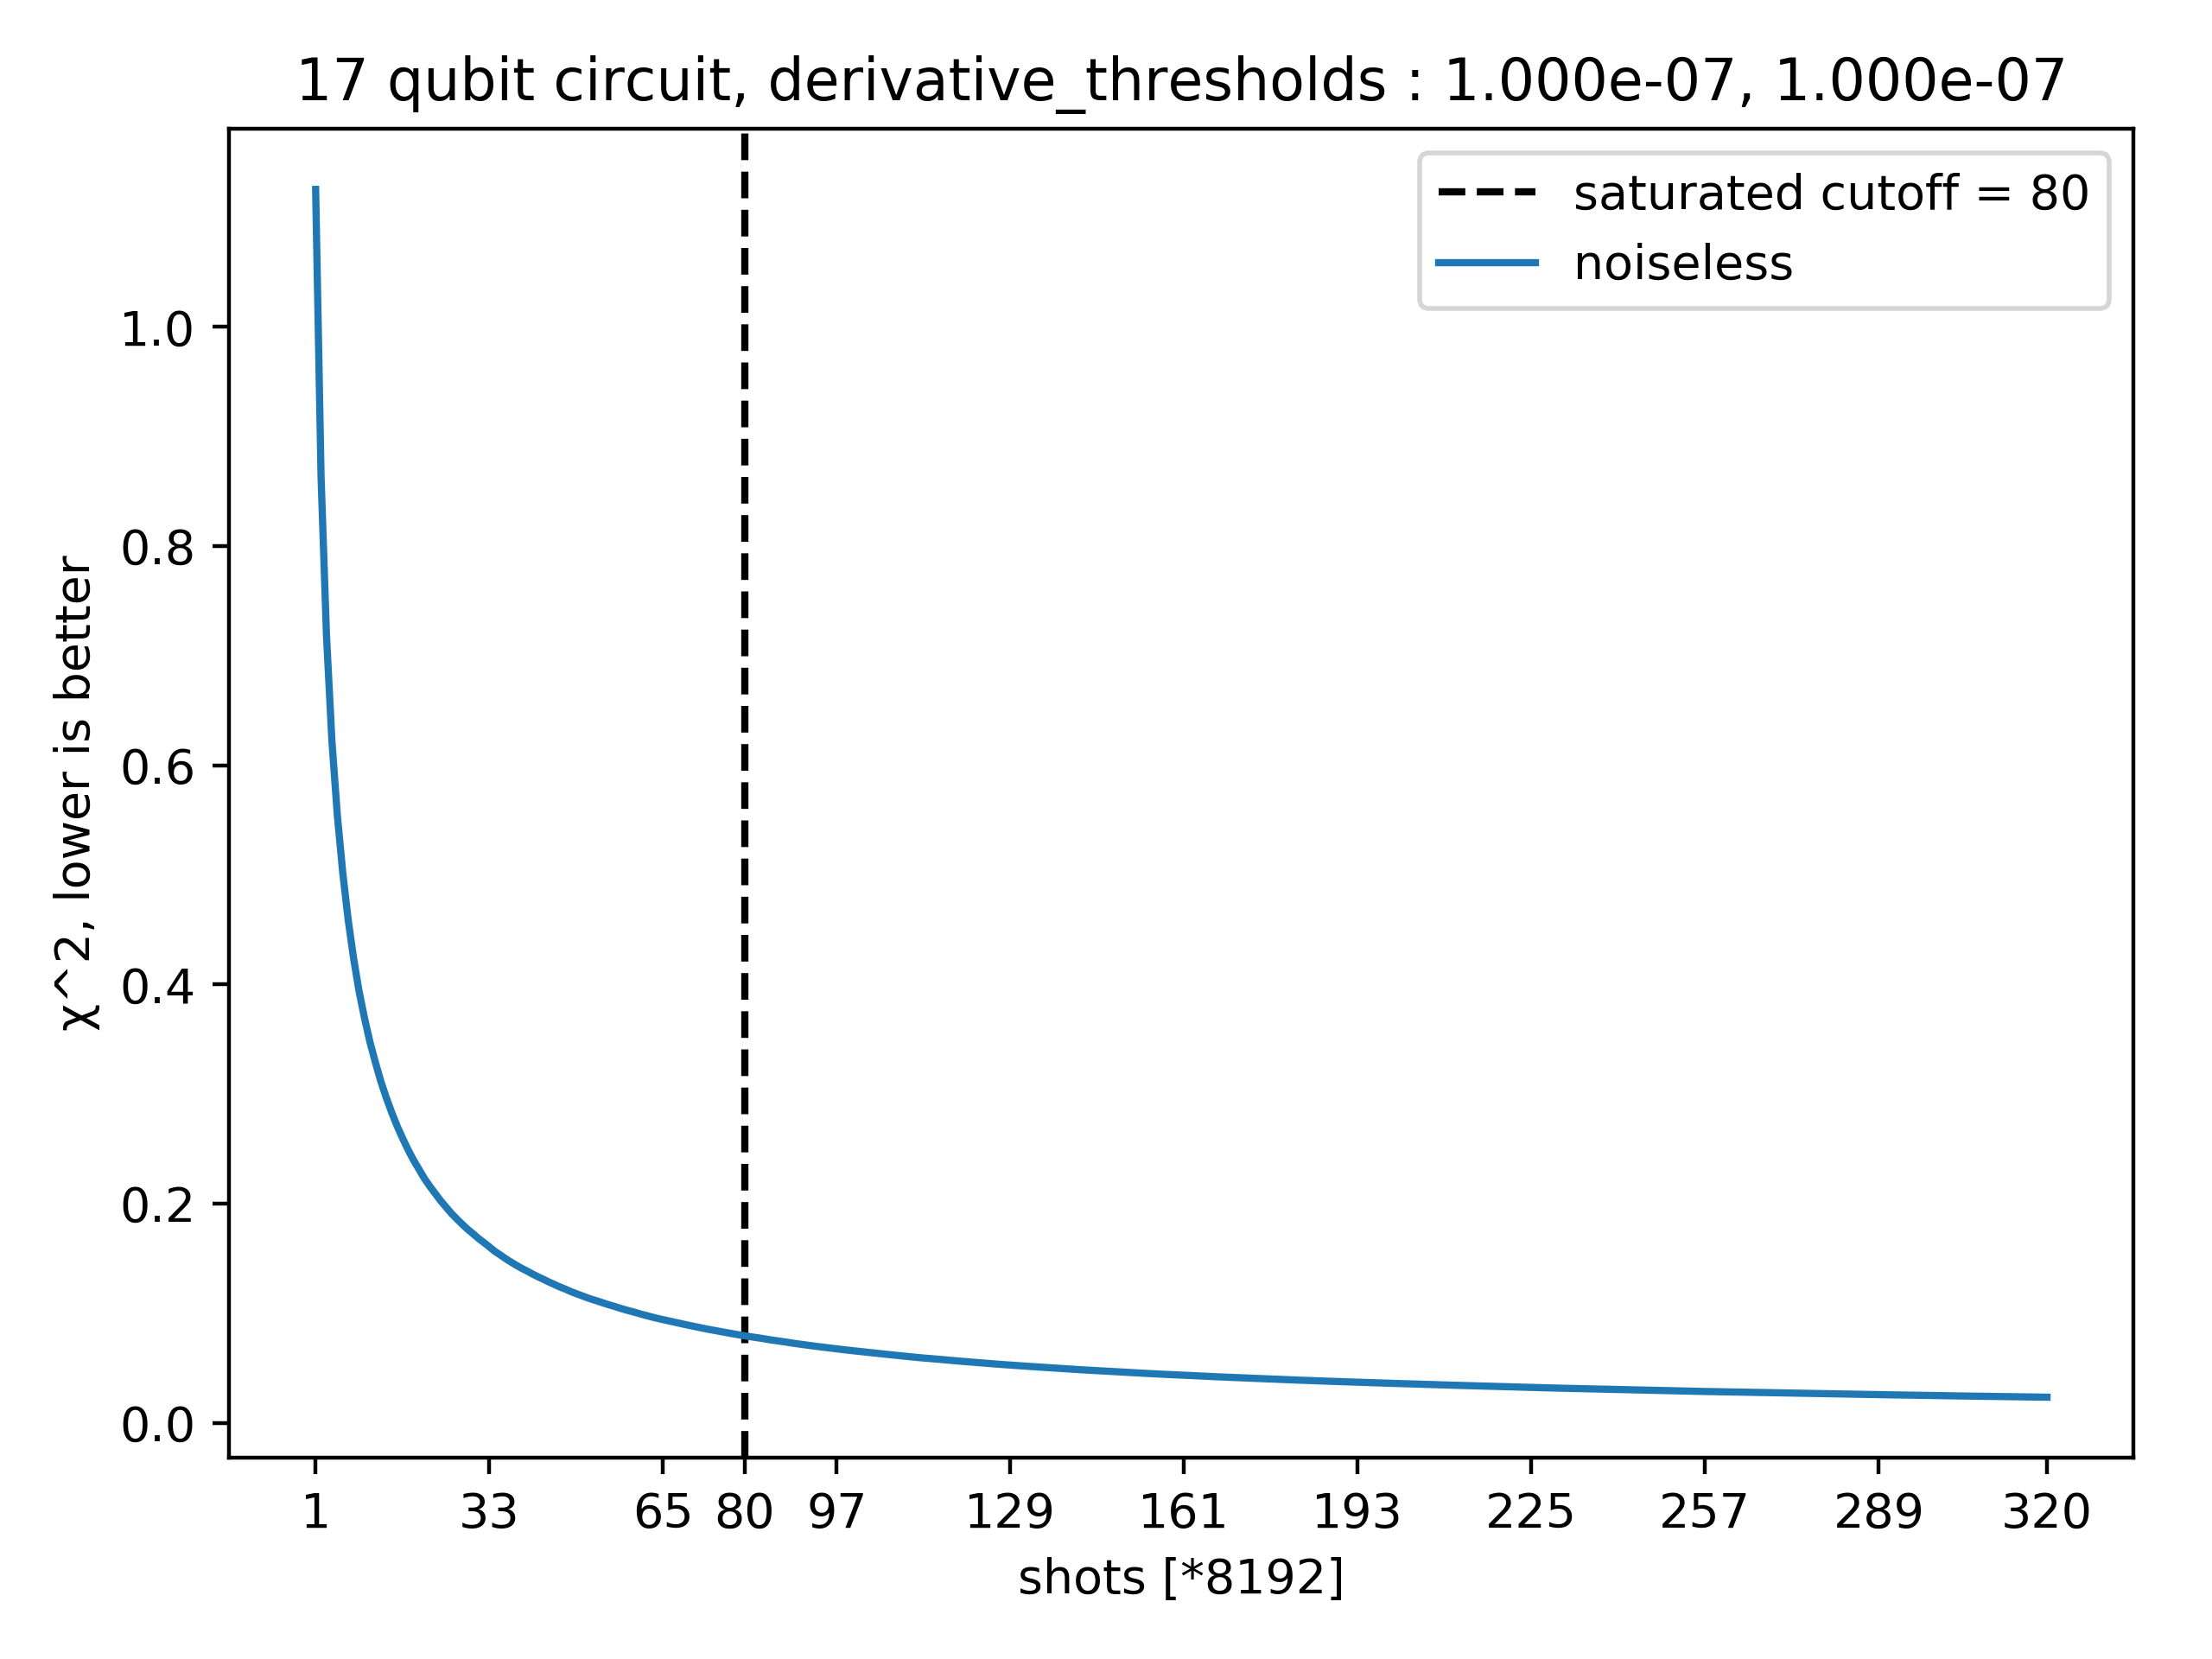 17 qubit circuit, derivative_thresholds : 1.000e-07, 1.000e-07
saturated cutoff = 80
noiseless
χ^2, lower is better
1.0
0.8
0.6
0.4
0.2
0.0
1 33 65 80 97 129 161 193 225 257 289 320
shots [*8192]